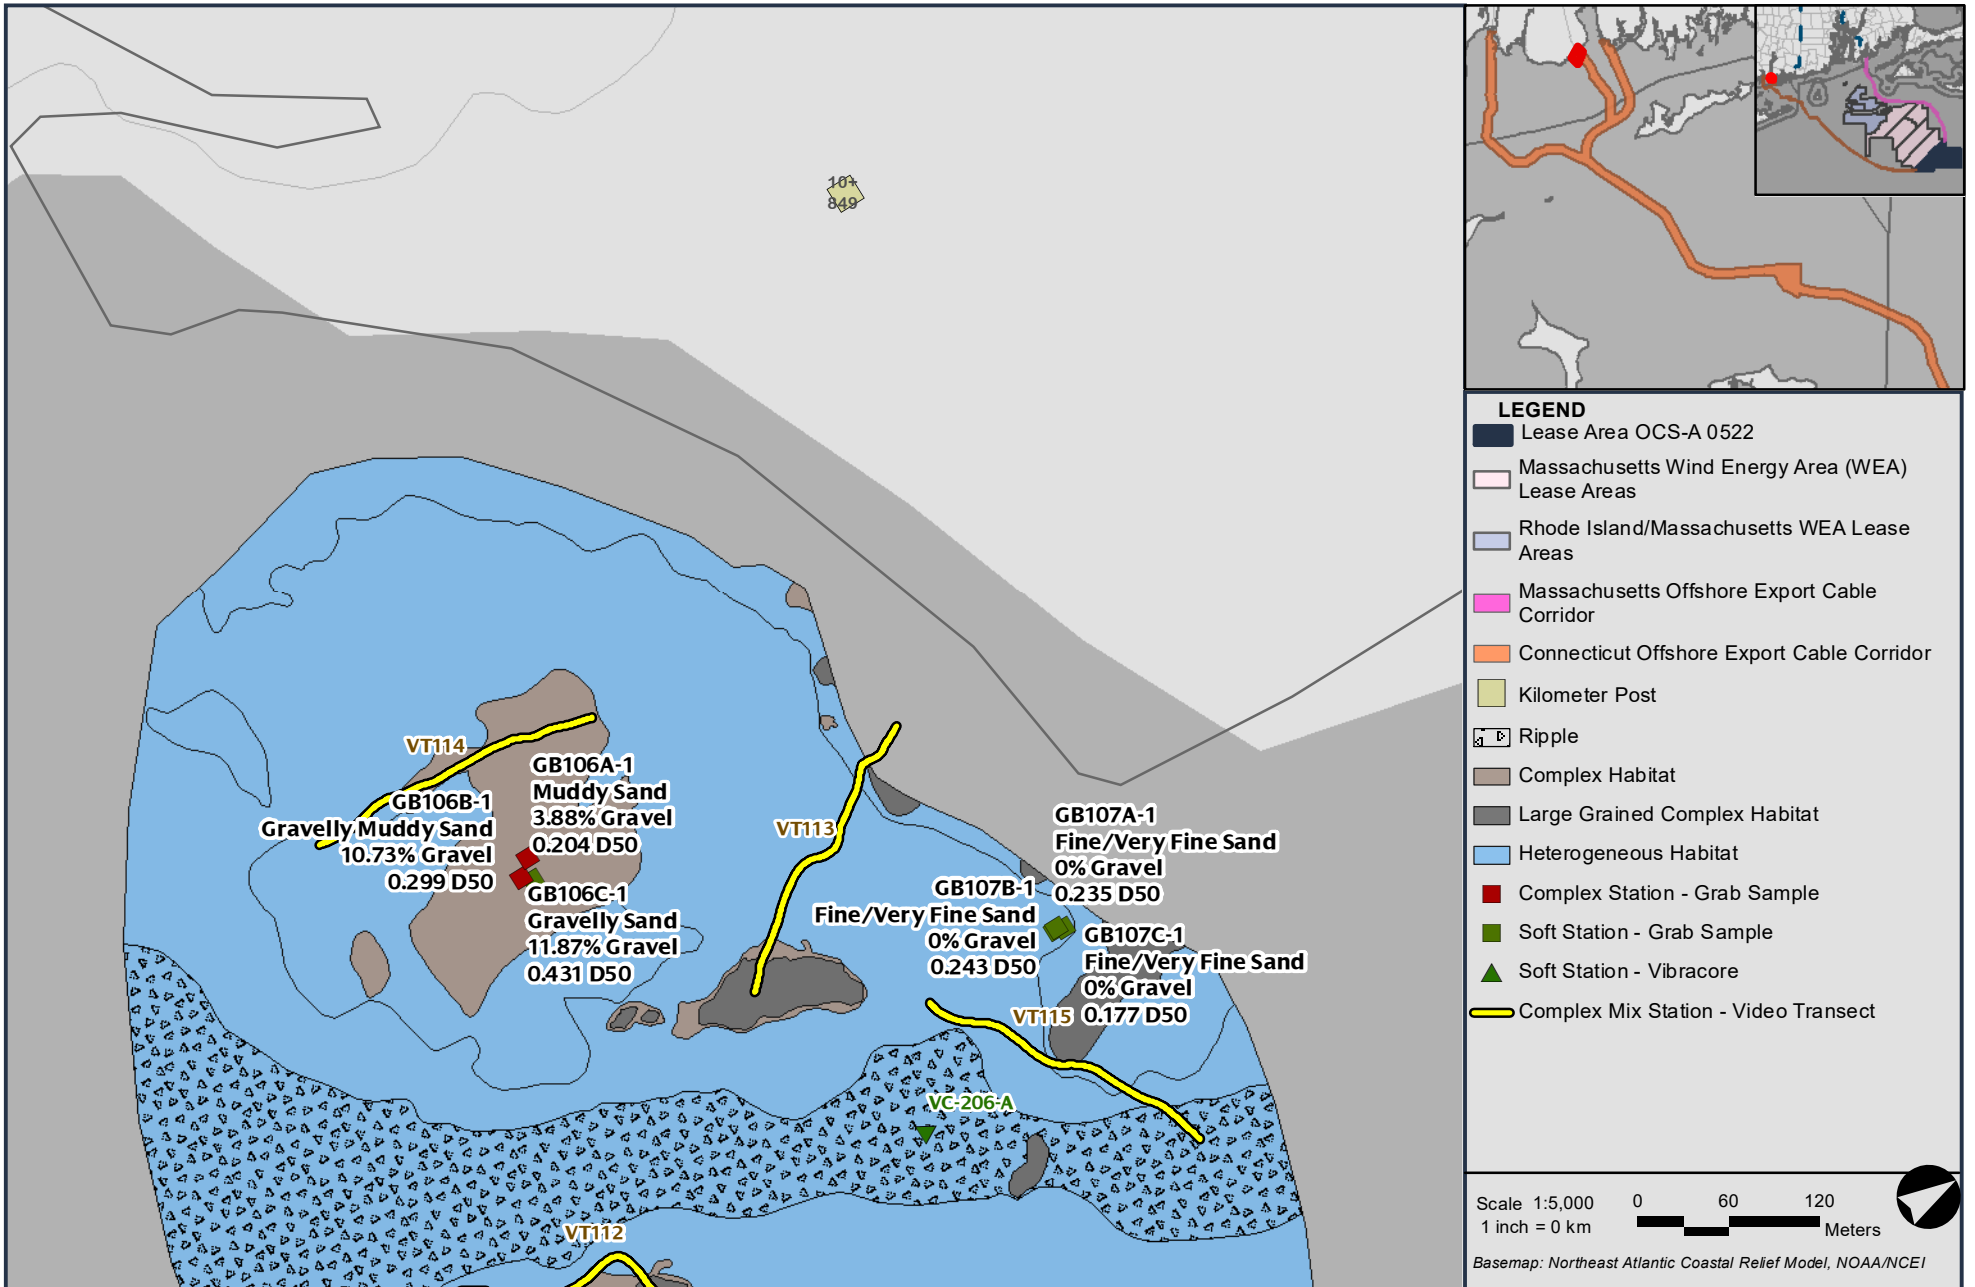 10+
849
VT114
GB106A-1
Muddy Sand
3.88% Gravel
0.204 D50
GB106B-1
Gravelly Muddy Sand
10.73% Gravel
0.299 D50
GB106C-1
Gravelly Sand
11.87% Gravel
0.431 D50
VT113
GB107A-1
Fine/Very Fine Sand
0% Gravel
0.235 D50
GB107B-1
Fine/Very Fine Sand
0% Gravel
0.243 D50
GB107C-1
Fine/Very Fine Sand
0% Gravel
0.177 D50
VT115
VC-206-A
VT112
LEGEND
Lease Area OCS-A 0522
Massachusetts Wind Energy Area (WEA)
Lease Areas
Rhode Island/Massachusetts WEA Lease
Areas
Massachusetts Offshore Export Cable
Corridor
Connecticut Offshore Export Cable Corridor
Kilometer Post
Ripple
Complex Habitat
Large Grained Complex Habitat
Heterogeneous Habitat
Complex Station - Grab Sample
Soft Station - Grab Sample
Soft Station - Vibracore
Complex Mix Station - Video Transect
Scale 1:5,000
1 inch = 0 km
0 60 120
Meters
Basemap: Northeast Atlantic Coastal Relief Model, NOAA/NCEI